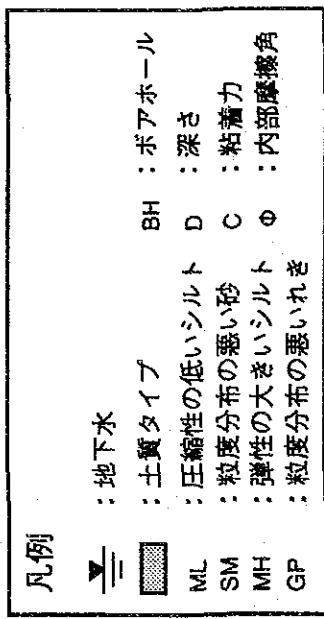 凡例
：地下水
：土質タイプ BH ：ボアホール
ML ：圧縮性の低いシルト D ：深さ
SM ：粒度分布の悪い砂 C ：粘着力
MH ：弾性の大きいシルト Φ ：内部摩擦角
GP ：粒度分布の悪いれき